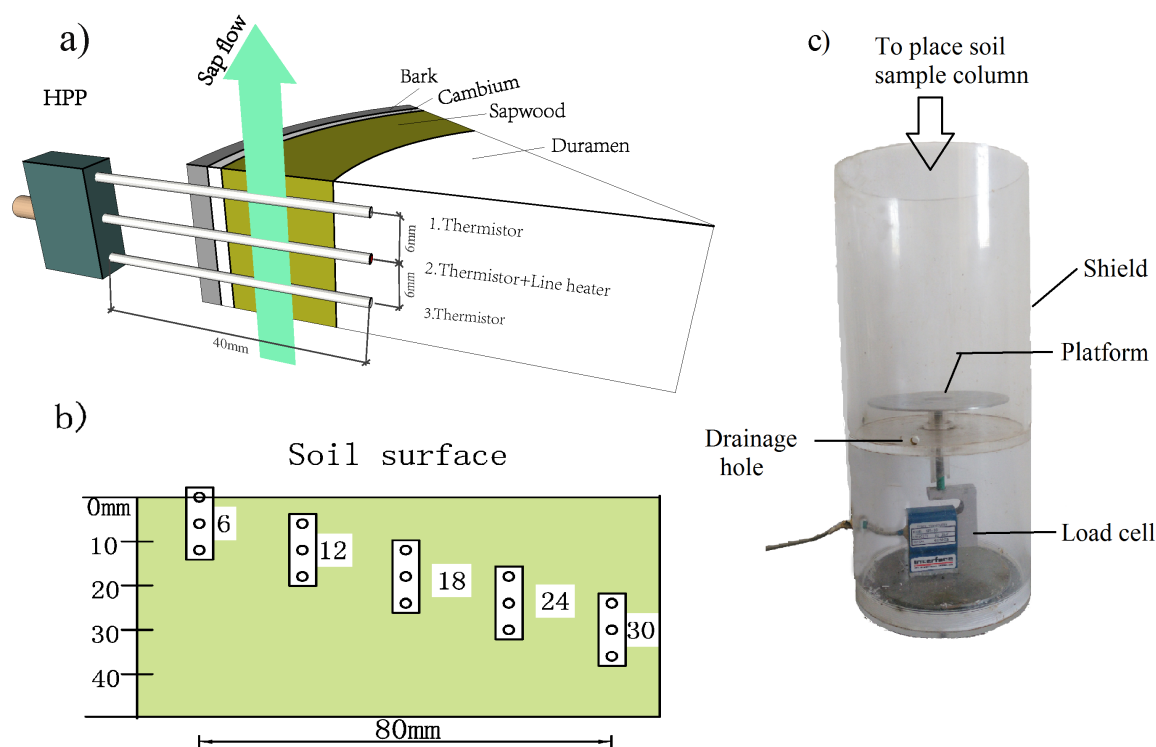 a)
HPP
Sap flow
Bark
Cambium
Sapwood
Duramen
1.Thermistor
6mm
2.Thermistor+Line heater
6mm
3.Thermistor
40mm
b)
Soil surface
0mm
10
20
30
40
6
12
18
24
30
80mm
c)
To place soil
sample column
Shield
Platform
Drainage
hole
Load cell
Interface